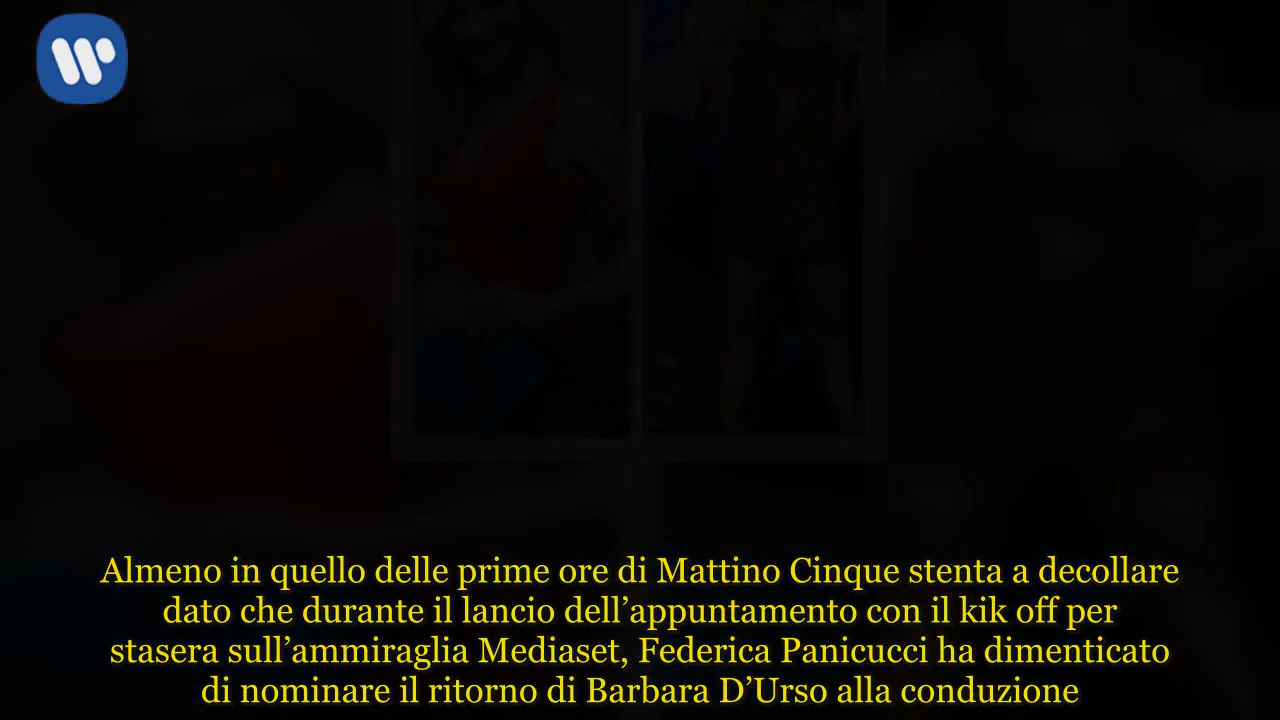 Almeno in quello delle prime ore di Mattino Cinque stenta a decollare
dato che durante il lancio dell’appuntamento con il kik off per
stasera sull’ammiraglia Mediaset, Federica Panicucci ha dimenticato
di nominare il ritorno di Barbara D’Urso alla conduzione